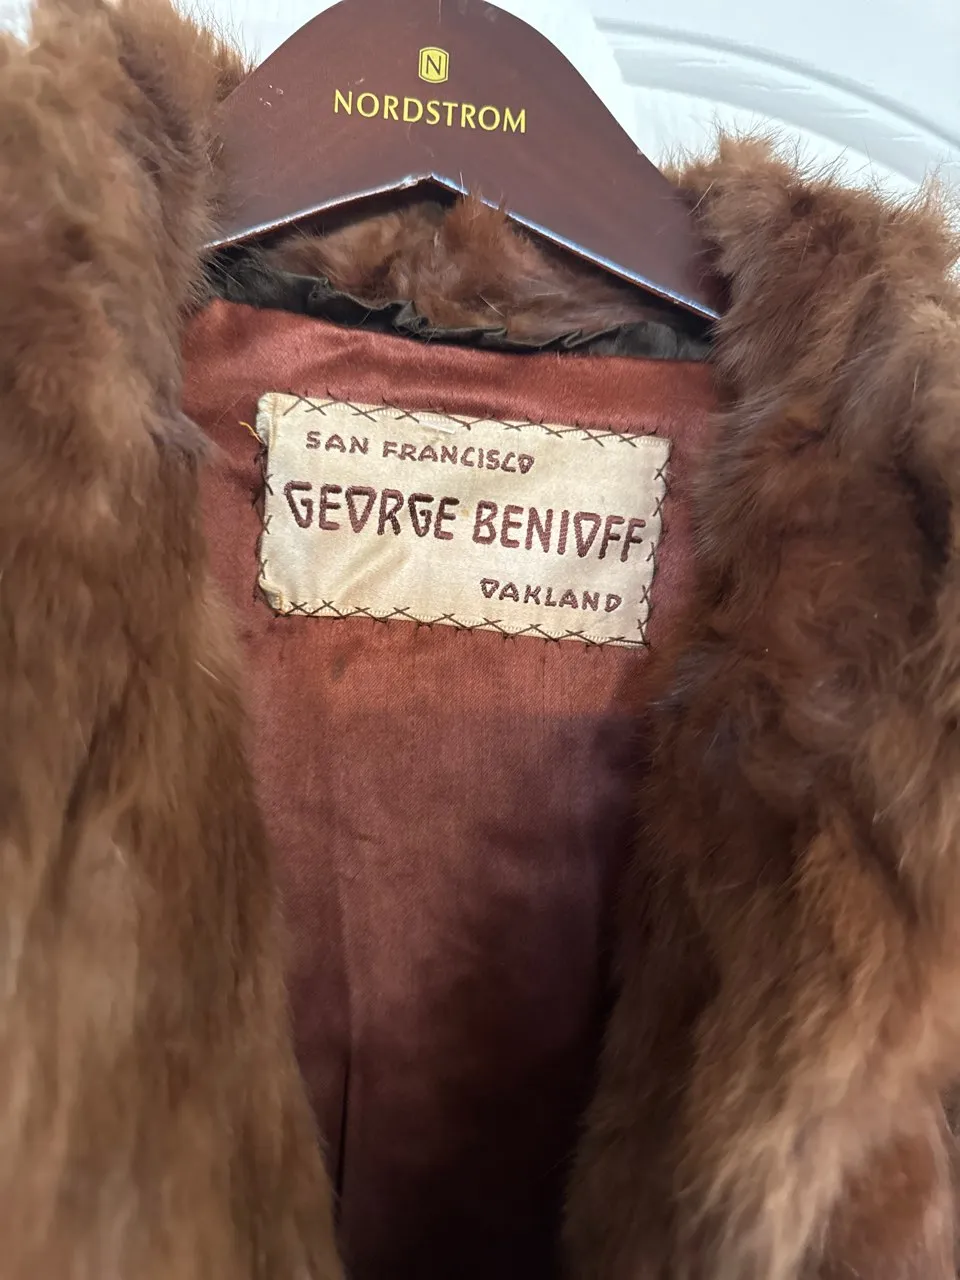 N
NORDSTROM
SAN FRANCISCO
GEORGE BENIOFF
OAKLAND